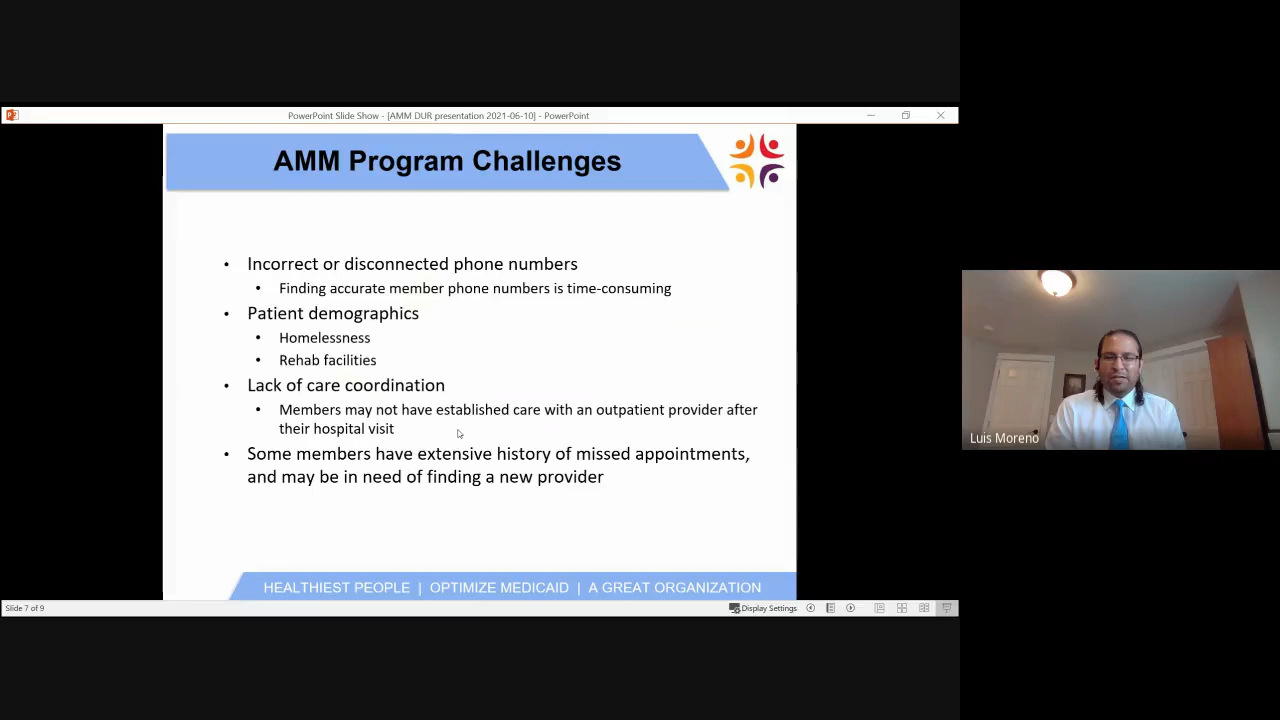 PowerPoint Slide Show - [AMM DUR presentation 2021-06-10] - PowerPoint
AMM Program Challenges
• Incorrect or disconnected phone numbers
• Finding accurate member phone numbers is time-consuming
• Patient demographics
• Homelessness
• Rehab facilities
• Lack of care coordination
• Members may not have established care with an outpatient provider after
their hospital visit
• Some members have extensive history of missed appointments,
and may be in need of finding a new provider
HEALTHIEST PEOPLE | OPTIMIZE MEDICAID | A GREAT ORGANIZATION
Slide 7 of 9
Display Settings
Luis Moreno